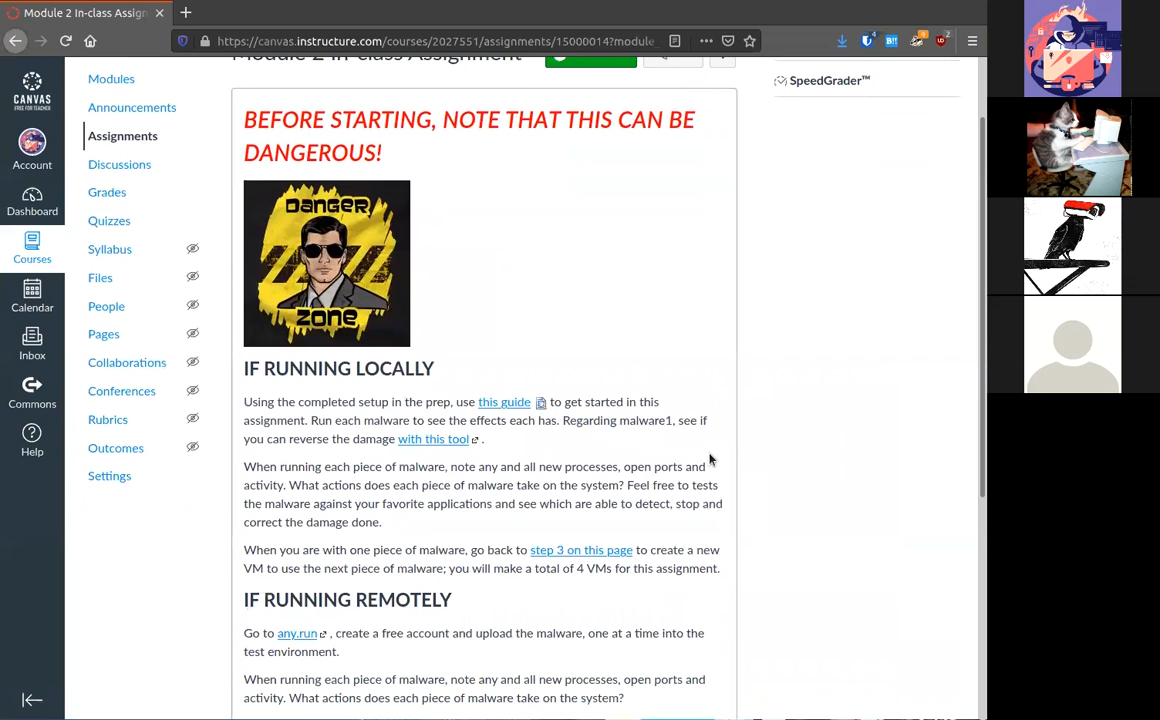 Module 2 In-class Assign
https://canvas.instructure.com/courses/2027551/assignments/15000014?module_
CANVAS
FREE FOR TEACHER
Account
Dashboard
Courses
Calendar
Inbox
Commons
Help
Modules
Announcements
Assignments
Discussions
Grades
Quizzes
Syllabus
Files
People
Pages
Collaborations
Conferences
Rubrics
Outcomes
Settings
Module 2 In-class Assignment
BEFORE STARTING, NOTE THAT THIS CAN BE
DANGEROUS!
DANGER
ZONE
IF RUNNING LOCALLY
Using the completed setup in the prep, use this guide to get started in this
assignment. Run each malware to see the effects each has. Regarding malware1, see if
you can reverse the damage with this tool .
When running each piece of malware, note any and all new processes, open ports and
activity. What actions does each piece of malware take on the system? Feel free to tests
the malware against your favorite applications and see which are able to detect, stop and
correct the damage done.
When you are with one piece of malware, go back to step 3 on this page to create a new
VM to use the next piece of malware; you will make a total of 4 VMs for this assignment.
IF RUNNING REMOTELY
Go to any.run , create a free account and upload the malware, one at a time into the
test environment.
When running each piece of malware, note any and all new processes, open ports and
activity. What actions does each piece of malware take on the system?
SpeedGrader™